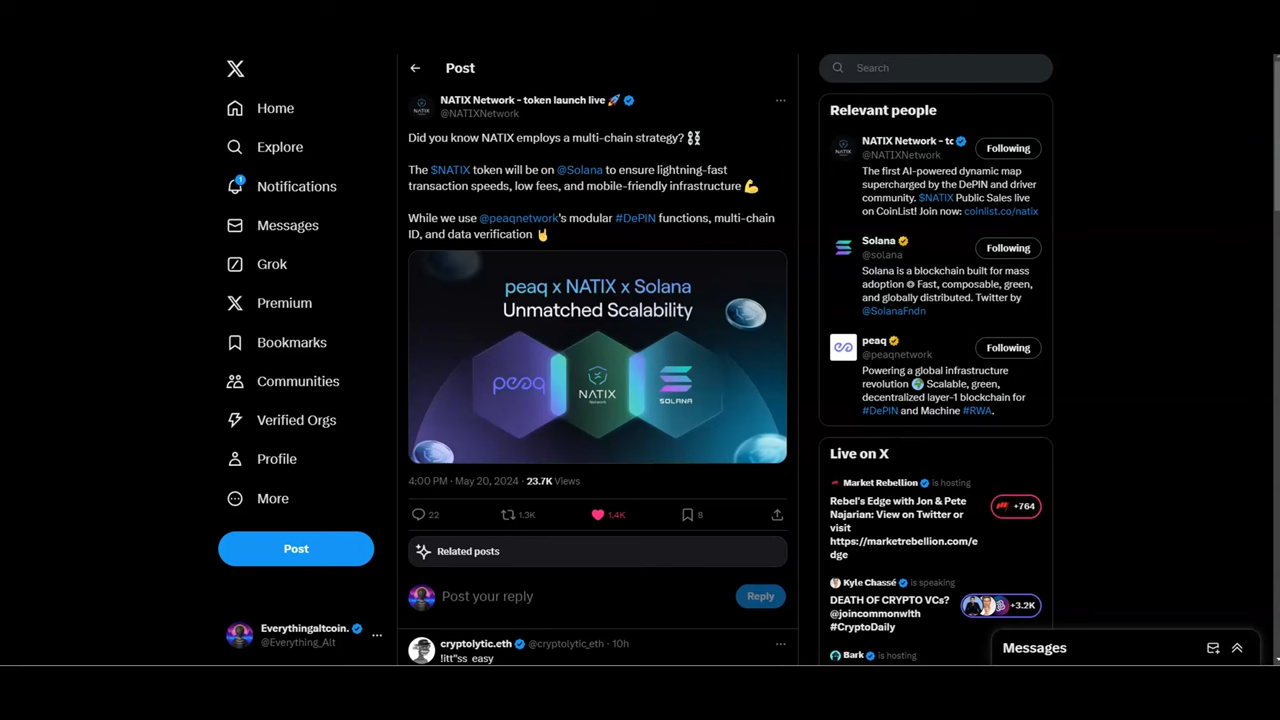 Home
Explore
1
Notifications
Messages
Grok
Premium
Bookmarks
Communities
Verified Orgs
Profile
More
Post
Everythingaltcoin.
@Everything_Alt
Post
NATIX Network - token launch live 🚀
@NATIXNetwork
Did you know NATIX employs a multi-chain strategy? ⛓️
The $NATIX token will be on @Solana to ensure lightning-fast
transaction speeds, low fees, and mobile-friendly infrastructure 💪
While we use @peaqnetwork's modular #DePIN functions, multi-chain
ID, and data verification 🤘
peaq x NATIX x Solana
Unmatched Scalability
peaq
NATIX
Network
SOLANA
4:00 PM · May 20, 2024 · 23.7K Views
22
1.3K
1.4K
8
Related posts
Post your reply
Reply
cryptolytic.eth @cryptolytic_eth · 10h
!itt"ss easy
Search
Relevant people
NATIX Network - tc
@NATIXNetwork
Following
The first AI-powered dynamic map
supercharged by the DePIN and driver
community. $NATIX Public Sales live
on CoinList! Join now: coinlist.co/natix
Solana
@solana
Following
Solana is a blockchain built for mass
adoption ⚙ Fast, composable, green,
and globally distributed. Twitter by
@SolanaFndn
peaq
@peaqnetwork
Following
Powering a global infrastructure
revolution 🌍 Scalable, green,
decentralized layer-1 blockchain for
#DePIN and Machine #RWA.
Live on X
Market Rebellion is hosting
Rebel's Edge with Jon & Pete
Najarian: View on Twitter or
visit
https://marketrebellion.com/e
dge
+764
Kyle Chassé is speaking
DEATH OF CRYPTO VCs?
@joincommonwlth
#CryptoDaily
+3.2K
Bark is hosting
Messages